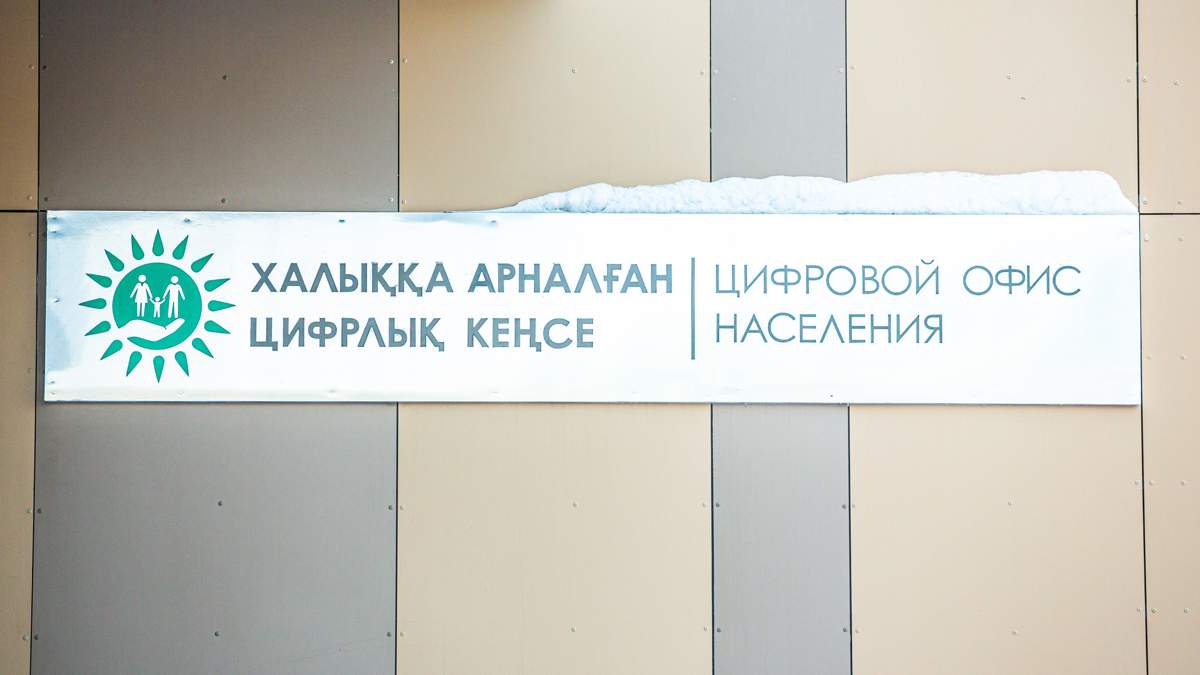 ХАЛЫҚҚА АРНАЛҒАН
ЦИФРЛЫҚ КЕҢСЕ
ЦИФРОВОЙ ОФИС
НАСЕЛЕНИЯ